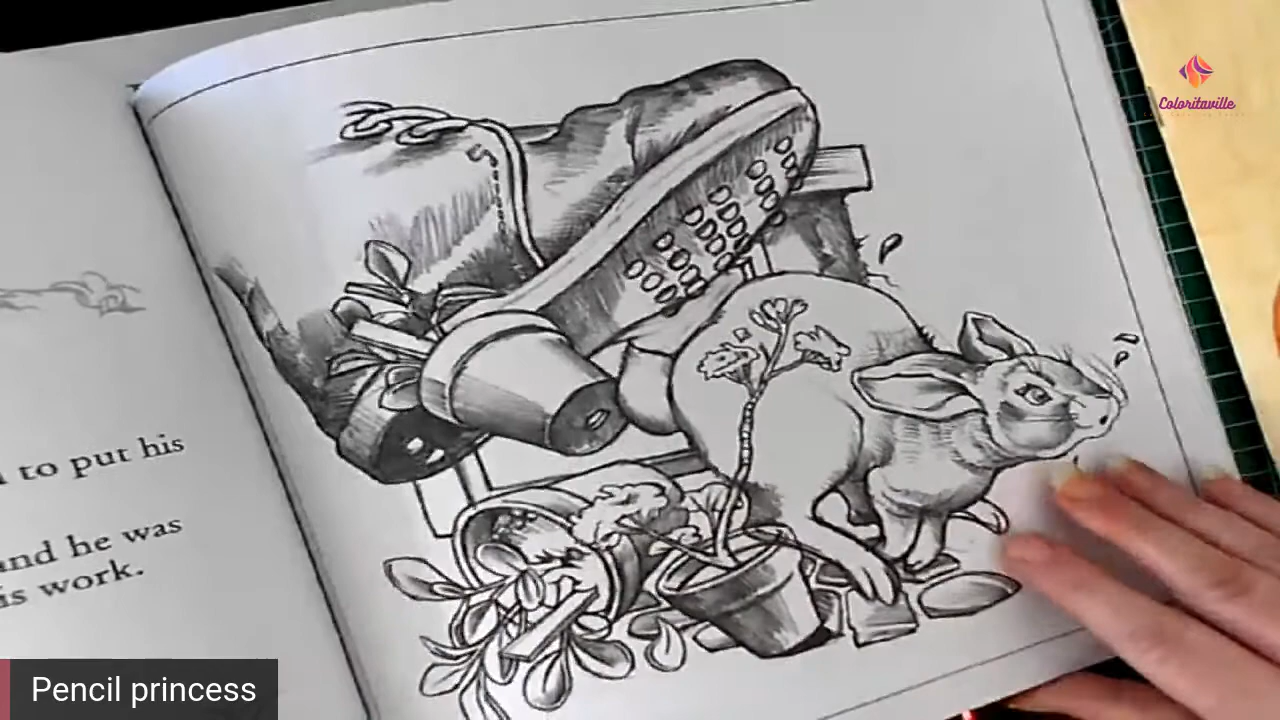 to put his
and he was
is work.
Coloritaville
Pencil princess